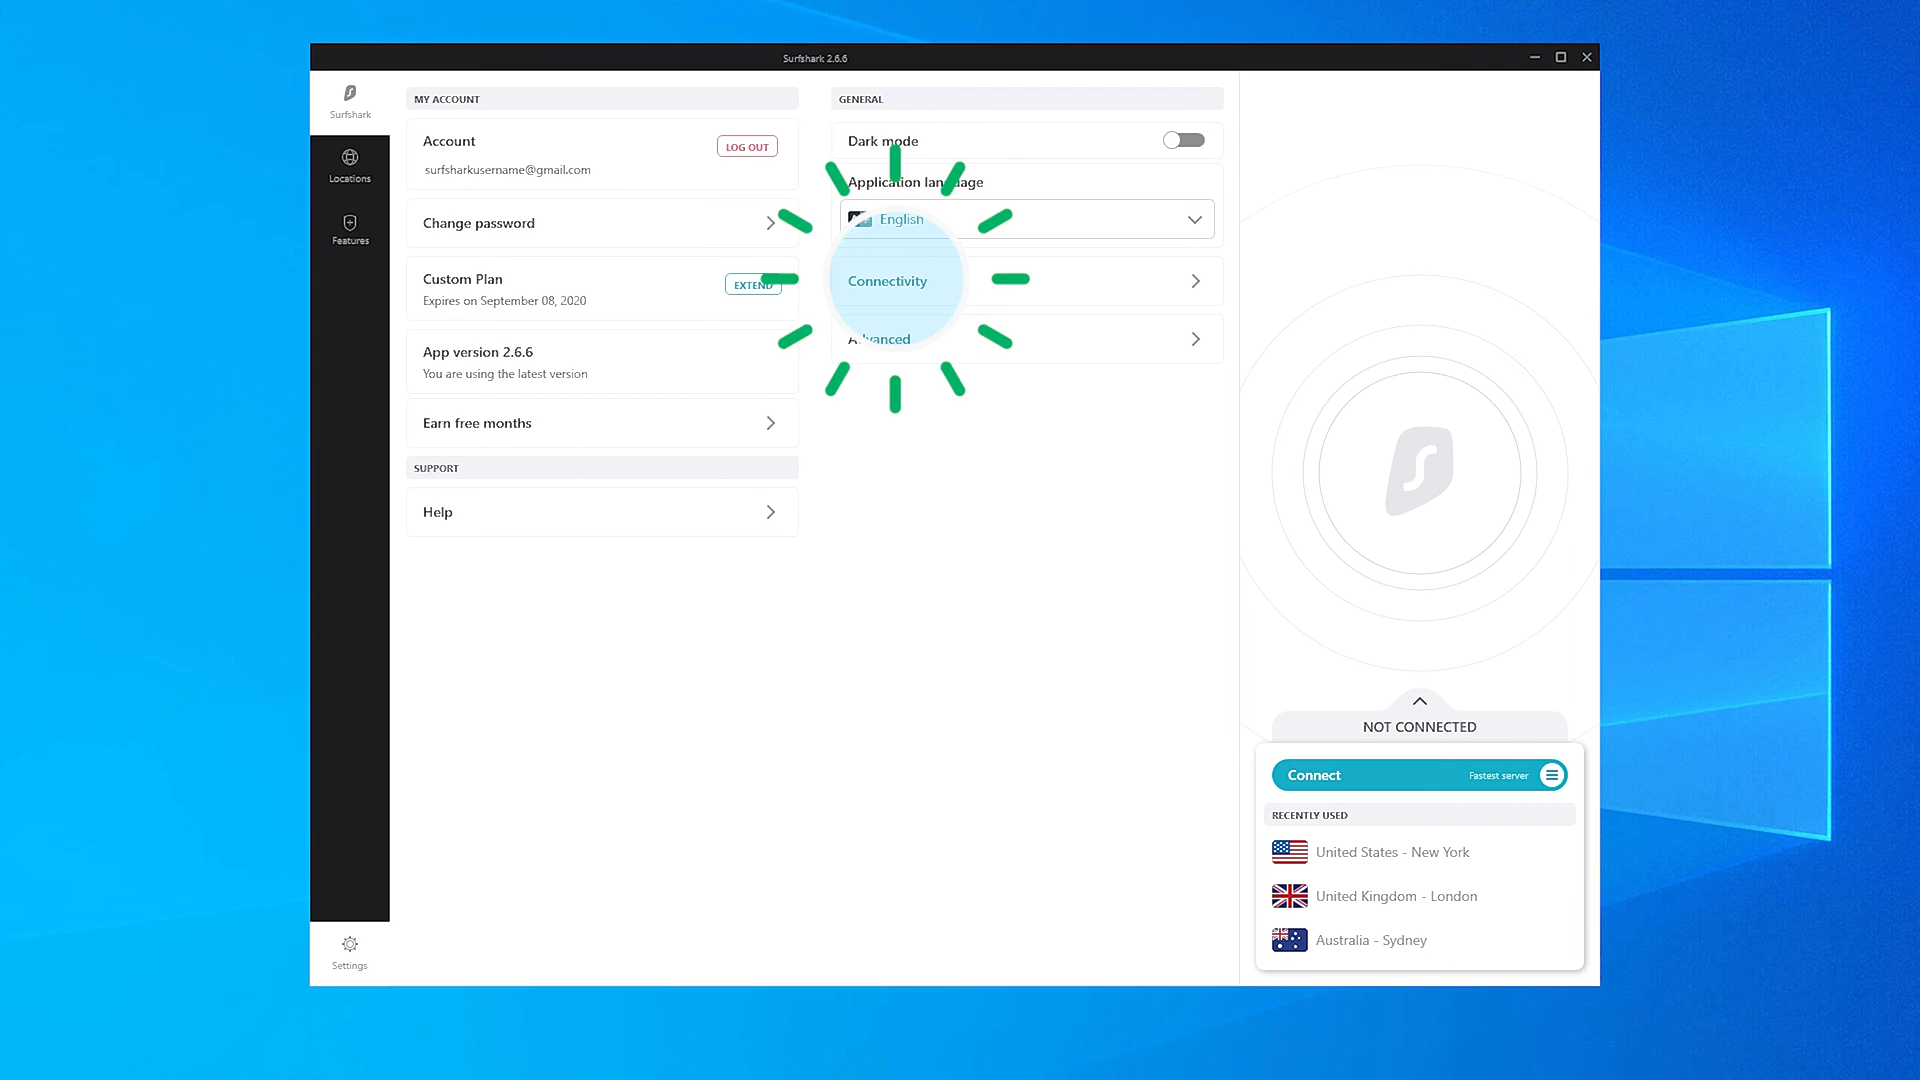 Surfshark 2.6.6
Surfshark
Locations
Features
Settings
MY ACCOUNT
Account
LOG OUT
surfsharkusername@gmail.com
Change password
Custom Plan
EXTEND
Expires on September 08, 2020
App version 2.6.6
You are using the latest version
Earn free months
SUPPORT
Help
GENERAL
Dark mode
Application language
English
Connectivity
Advanced
NOT CONNECTED
Connect
Fastest server
RECENTLY USED
United States - New York
United Kingdom - London
Australia - Sydney